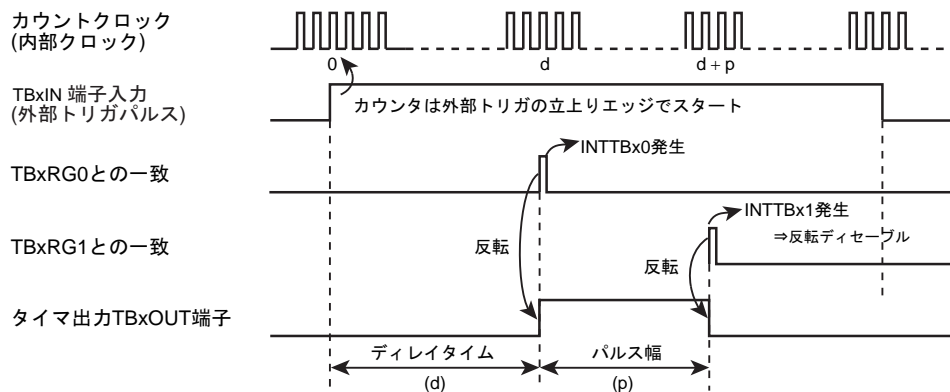 カウントクロック
(内部クロック)
0
d
d + p
TBxIN 端子入力
(外部トリガパルス)
カウンタは外部トリガの立上りエッジでスタート
INTTBx0発生
TBxRG0との一致
INTTBx1発生
TBxRG1との一致
反転
反転
⇒反転ディセーブル
タイマ出力TBxOUT端子
ディレイタイム
パルス幅
(d)
(p)